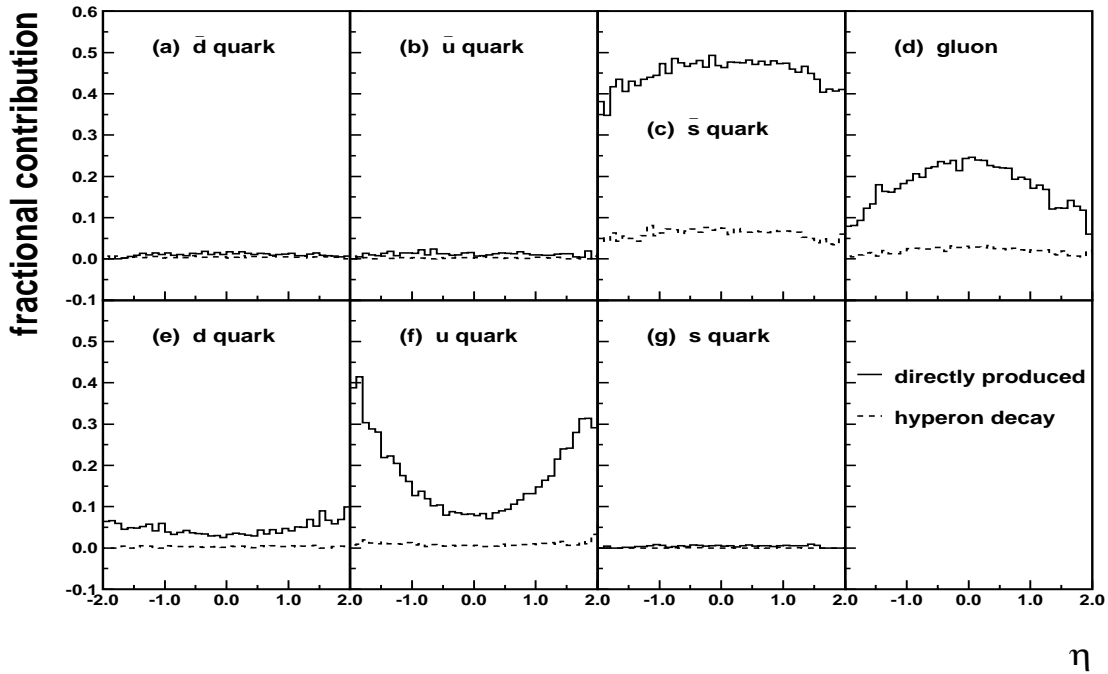 fractional contribution
0.6
0.5
0.4
0.3
0.2
0.1
0.0
-0.1
(a) d̄ quark
(b) ū quark
(c) s̄ quark
(d) gluon
0.5
0.4
0.3
0.2
0.1
0.0
-0.1
(e) d quark
(f) u quark
(g) s quark
directly produced
hyperon decay
-2.0 -1.0 0.0 1.0 2.0 -1.0 0.0 1.0 2.0 -1.0 0.0 1.0 2.0 -1.0 0.0 1.0 2.0
η